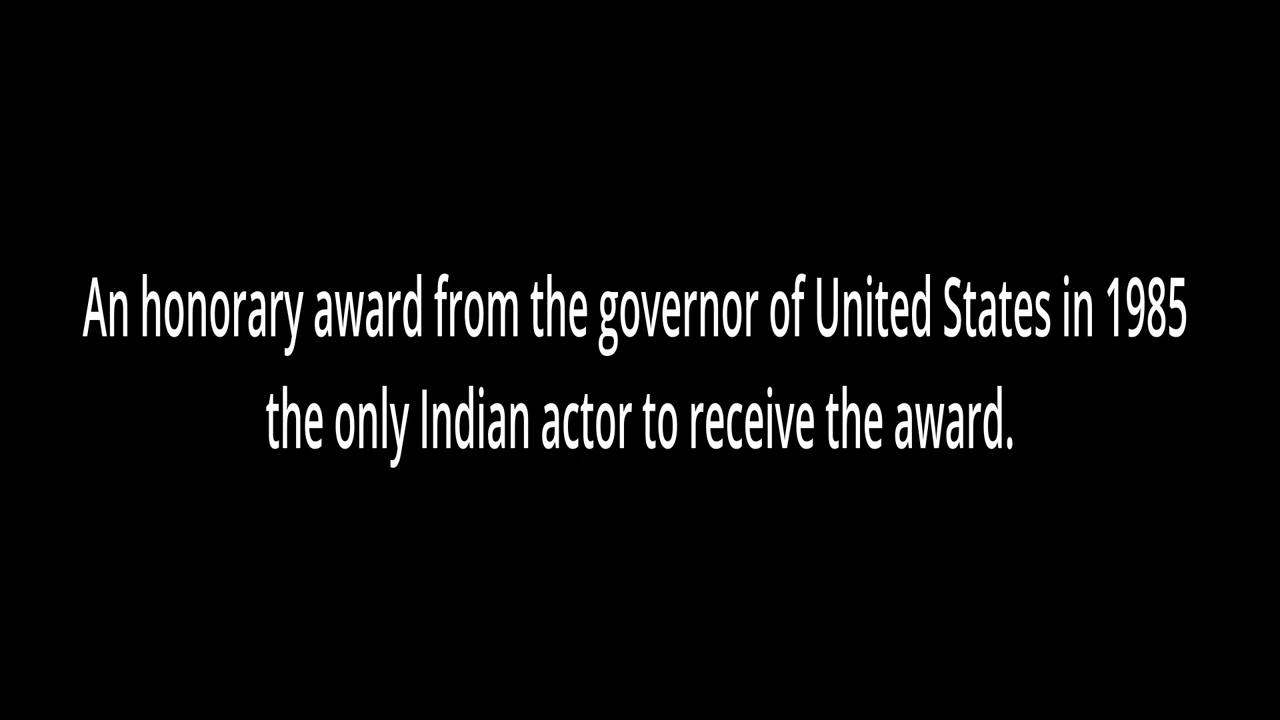 An honorary award from the governor of United States in 1985
the only Indian actor to receive the award.